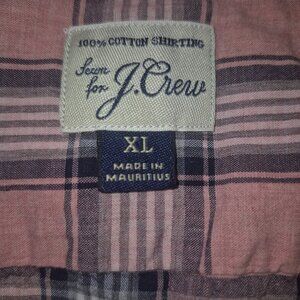 100% COTTON SHIRTING
Sewn
for J.Crew
XL
MADE IN
MAURITIUS